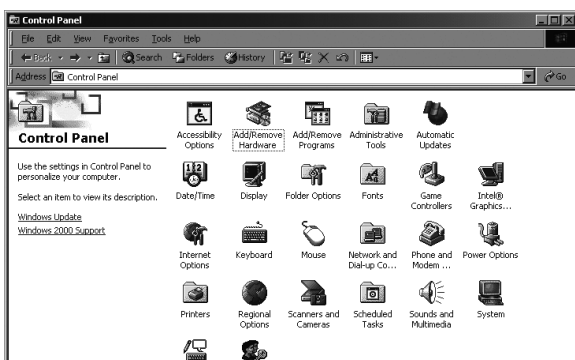 Control Panel
File Edit View Favorites Tools Help
Back Search Folders History
Address Control Panel Go
Control Panel
Use the settings in Control Panel to
personalize your computer.
Select an item to view its description.
Windows Update
Windows 2000 Support
Accessibility Options
Add/Remove Hardware
Add/Remove Programs
Administrative Tools
Automatic Updates
12
Date/Time
Display
Folder Options
Fonts
Game Controllers
Intel® Graphics...
Internet Options
Keyboard
Mouse
Network and Dial-up Co...
Phone and Modem ...
Power Options
Printers
Regional Options
Scanners and Cameras
Scheduled Tasks
Sounds and Multimedia
System